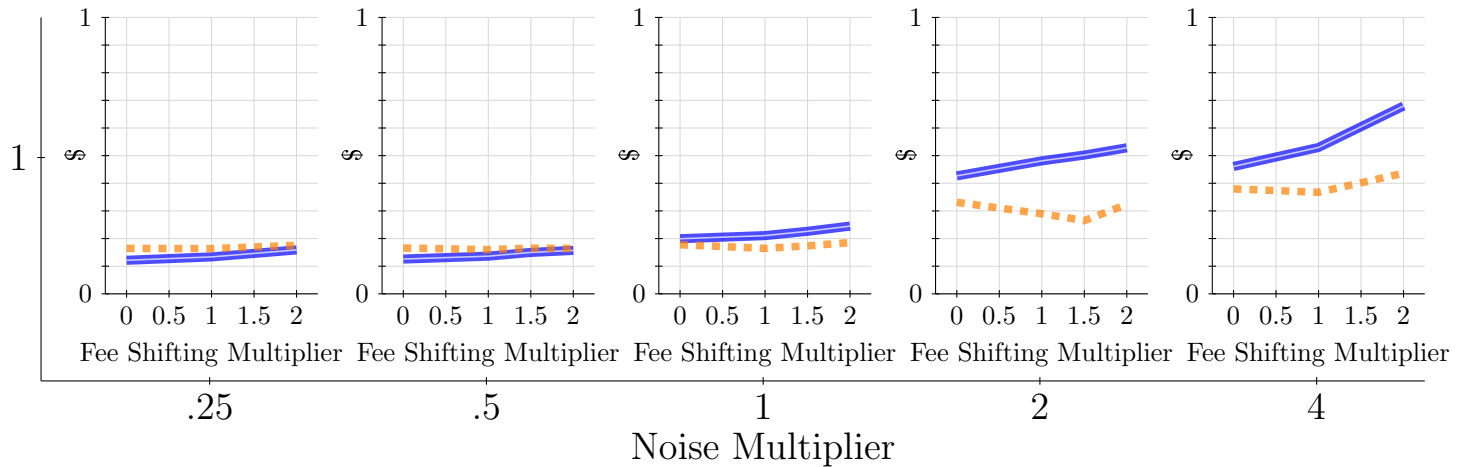 1 1 1 1 1
1 $ $ $ $ $
0 0 0 0 0
0 0.5 1 1.5 2 0 0.5 1 1.5 2 0 0.5 1 1.5 2 0 0.5 1 1.5 2 0 0.5 1 1.5 2
Fee Shifting Multiplier Fee Shifting Multiplier Fee Shifting Multiplier Fee Shifting Multiplier Fee Shifting Multiplier
.25 .5 1 2 4
Noise Multiplier